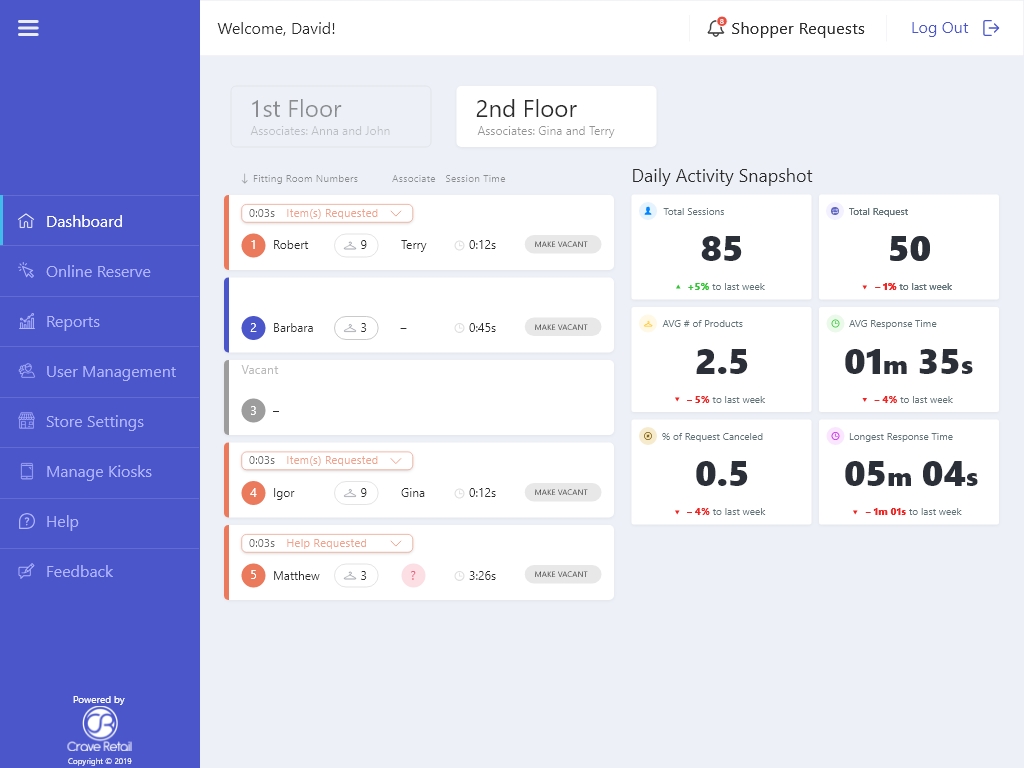 Welcome, David!
8
Shopper Requests
Log Out
1st Floor
Associates: Anna and John
2nd Floor
Associates: Gina and Terry
↓ Fitting Room Numbers Associate Session Time
0:03s Item(s) Requested
1 Robert 9 Terry 0:12s MAKE VACANT
2 Barbara 3 – 0:45s MAKE VACANT
Vacant
3 –
0:03s Item(s) Requested
4 Igor 9 Gina 0:12s MAKE VACANT
0:03s Help Requested
5 Matthew 3 ? 3:26s MAKE VACANT
Daily Activity Snapshot
Total Sessions
85
+5% to last week
Total Request
50
– 1% to last week
AVG # of Products
2.5
– 5% to last week
AVG Response Time
01m 35s
– 4% to last week
% of Request Canceled
0.5
– 4% to last week
Longest Response Time
05m 04s
– 1m 01s to last week
Dashboard
Online Reserve
Reports
User Management
Store Settings
Manage Kiosks
Help
Feedback
Powered by
Crave Retail
Copyright © 2019